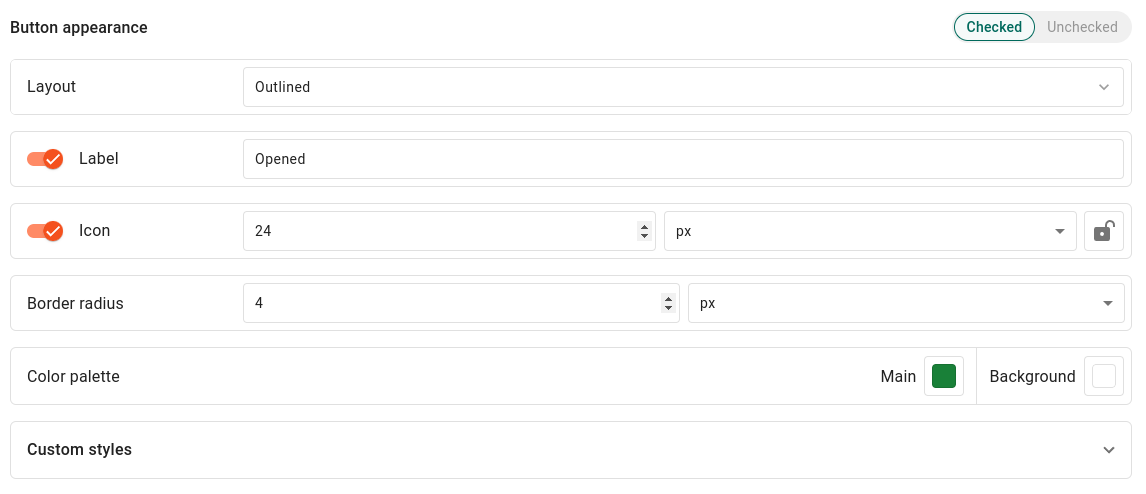 Button appearance Checked Unchecked
Layout Outlined
Label Opened
Icon 24 px
Border radius 4 px
Color palette Main Background
Custom styles